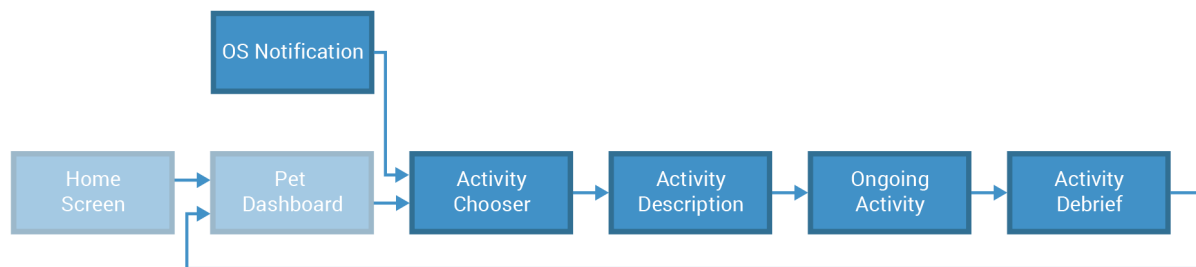 OS Notification
Home
Screen
Pet
Dashboard
Activity
Chooser
Activity
Description
Ongoing
Activity
Activity
Debrief